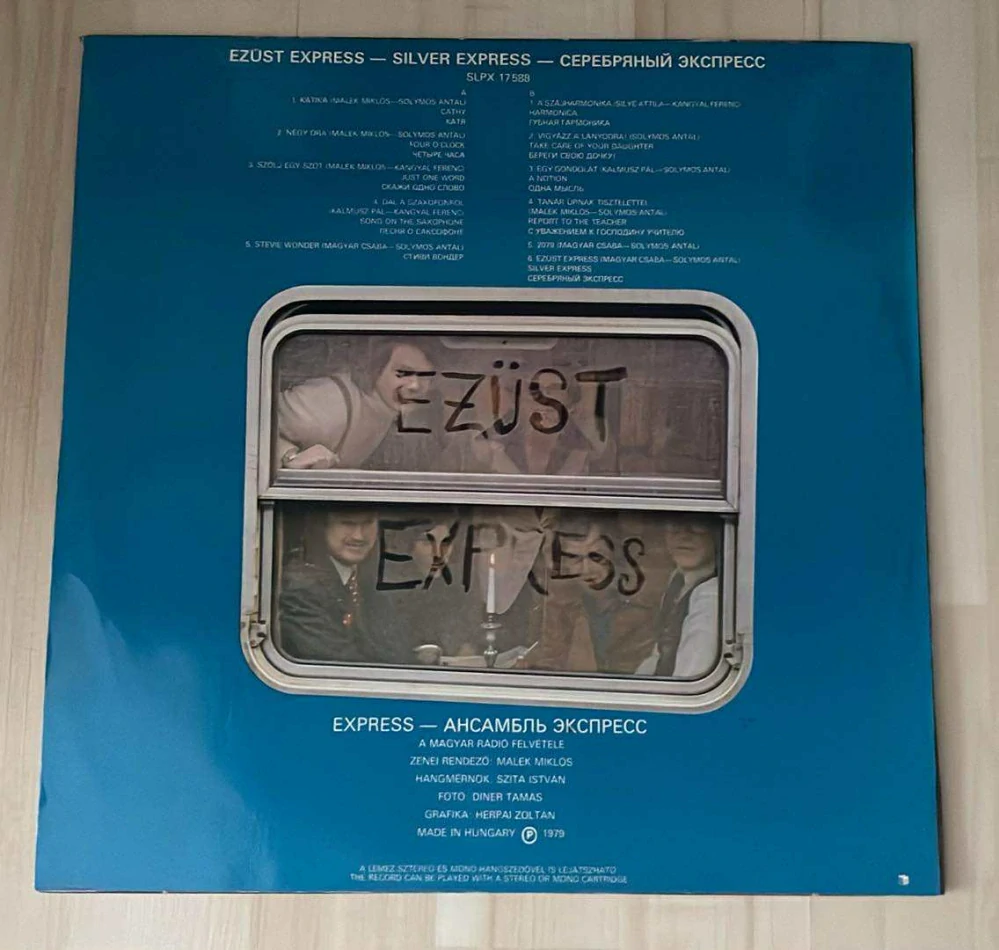 EZÜST EXPRESS — SILVER EXPRESS — СЕРЕБРЯНЫЙ ЭКСПРЕСС
SLPX 17588
A
1. KATIKA (MALEK MIKLÓS—SOLYMOS ANTAL)
CATHY
КАТЯ
2. NÉGY ÓRA (MALEK MIKLÓS—SOLYMOS ANTAL)
FOUR O'CLOCK
ЧЕТЫРЕ ЧАСА
3. SZÓLJ EGY SZÓT (MALEK MIKLÓS—KANGYAL FERENC)
JUST ONE WORD
СКАЖИ ОДНО СЛОВО
4. DAL A SZAXOFONRÓL
(KALMUSZ PÁL—KANGYAL FERENC)
SONG ON THE SAXOPHONE
ПЕСНЯ О САКСОФОНЕ
5. STEVIE WONDER (MAGYAR CSABA—SOLYMOS ANTAL)
СТИВИ ВОНДЕР
B
1. A SZÁJHARMONIKA (SILYE ATTILA—KANGYAL FERENC)
HARMONICA
ГУБНАЯ ГАРМОНИКА
2. VIGYÁZZ A LÁNYODRA! (SOLYMOS ANTAL)
TAKE CARE OF YOUR DAUGHTER
БЕРЕГИ СВОЮ ДОЧКУ!
3. EGY GONDOLAT (KALMUSZ PÁL—SOLYMOS ANTAL)
A NOTION
ОДНА МЫСЛЬ
4. TANÁR ÚRNAK TISZTELETTEL
(MALEK MIKLÓS—SOLYMOS ANTAL)
REPORT TO THE TEACHER
С УВАЖЕНИЕМ К ГОСПОДИНУ УЧИТЕЛЮ
5. 2079 (MAGYAR CSABA—SOLYMOS ANTAL)
6. EZÜST EXPRESS (MAGYAR CSABA—SOLYMOS ANTAL)
SILVER EXPRESS
СЕРЕБРЯНЫЙ ЭКСПРЕСС
EZÜST
EXPRESS
EXPRESS — АНСАМБЛЬ ЭКСПРЕСС
A MAGYAR RÁDIÓ FELVÉTELE
ZENEI RENDEZŐ: MALEK MIKLÓS
HANGMÉRNÖK: SZITA ISTVÁN
FOTÓ: DINER TAMÁS
GRAFIKA: HERPAI ZOLTÁN
MADE IN HUNGARY Ⓟ 1979
A LEMEZ SZTEREÓ ÉS MONÓ HANGSZEDŐVEL IS LEJÁTSZHATÓ
THE RECORD CAN BE PLAYED WITH A STEREO OR MONO CARTRIDGE